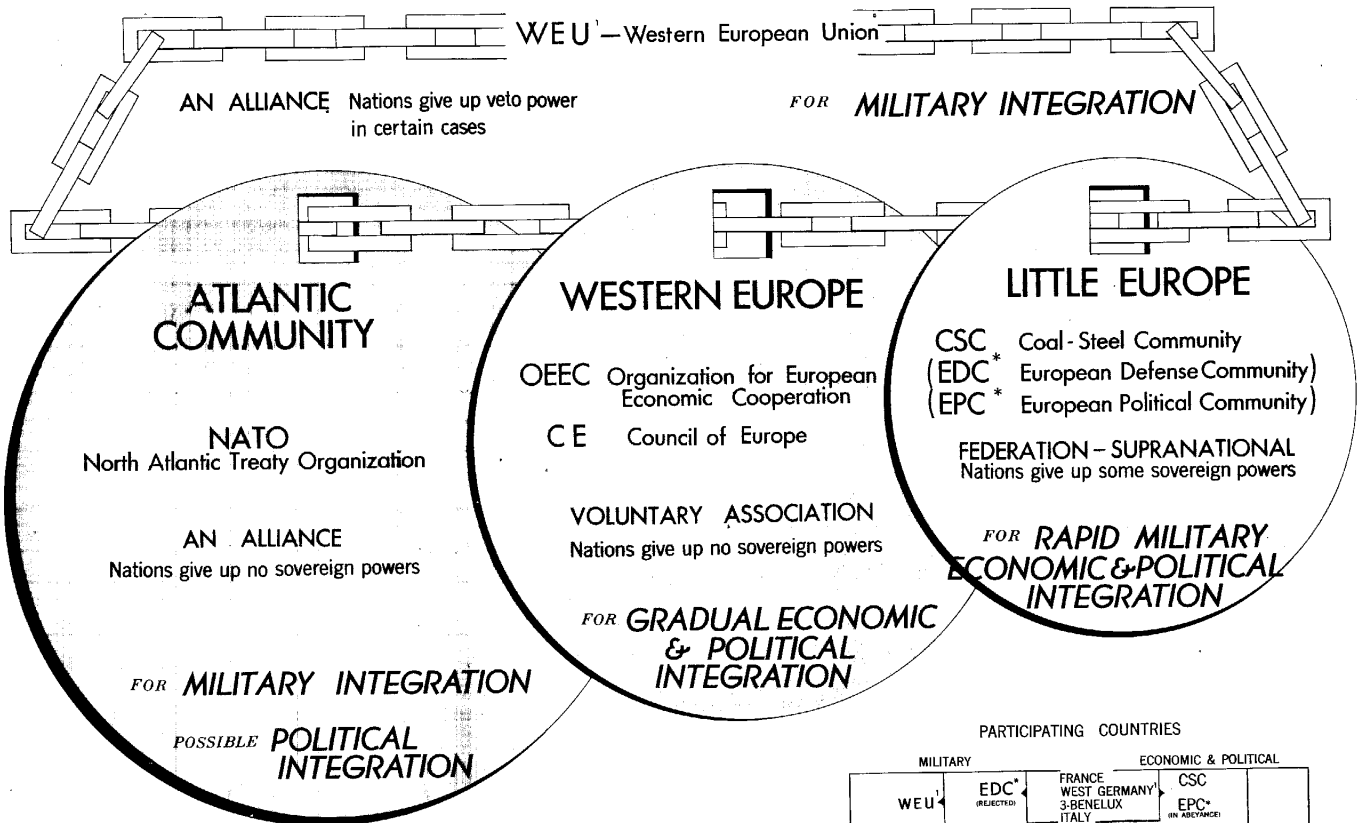 WEU¹—Western European Union
AN ALLIANCE Nations give up veto power
in certain cases
FOR MILITARY INTEGRATION
ATLANTIC
COMMUNITY
NATO
North Atlantic Treaty Organization
AN ALLIANCE
Nations give up no sovereign powers
FOR MILITARY INTEGRATION
POSSIBLE POLITICAL
INTEGRATION
WESTERN EUROPE
OEEC Organization for European
Economic Cooperation
CE Council of Europe
VOLUNTARY ASSOCIATION
Nations give up no sovereign powers
FOR GRADUAL ECONOMIC
& POLITICAL
INTEGRATION
LITTLE EUROPE
CSC Coal-Steel Community
(EDC* European Defense Community)
(EPC* European Political Community)
FEDERATION – SUPRANATIONAL
Nations give up some sovereign powers
FOR RAPID MILITARY
ECONOMIC & POLITICAL
INTEGRATION
PARTICIPATING COUNTRIES
MILITARY ECONOMIC & POLITICAL
WEU¹
EDC*
(REJECTED)
FRANCE
WEST GERMANY¹
3-BENELUX
ITALY
CSC
EPC*
(IN ABEYANCE)